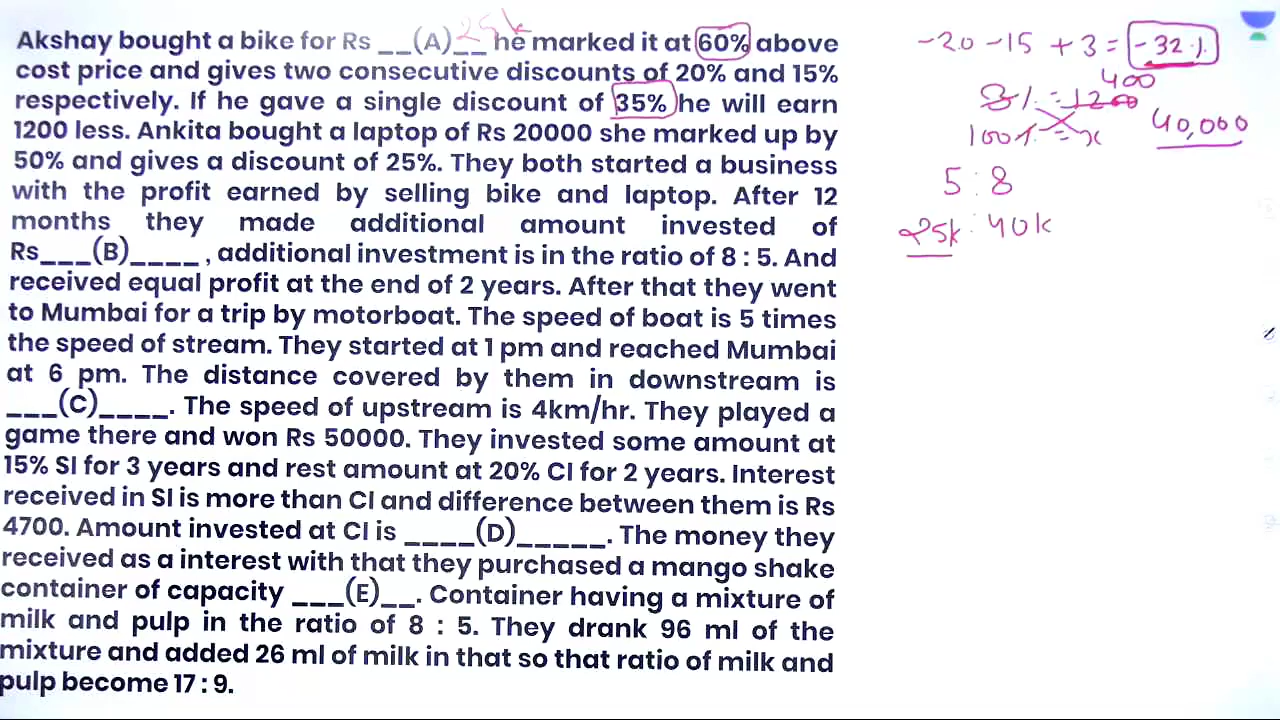 Akshay bought a bike for Rs __(A)__ 25k he marked it at 60% above
cost price and gives two consecutive discounts of 20% and 15%
respectively. If he gave a single discount of 35% he will earn
1200 less. Ankita bought a laptop of Rs 20000 she marked up by
50% and gives a discount of 25%. They both started a business
with the profit earned by selling bike and laptop. After 12
months they made additional amount invested of
Rs___(B)____, additional investment is in the ratio of 8 : 5. And
received equal profit at the end of 2 years. After that they went
to Mumbai for a trip by motorboat. The speed of boat is 5 times
the speed of stream. They started at 1 pm and reached Mumbai
at 6 pm. The distance covered by them in downstream is
___(C)____. The speed of upstream is 4km/hr. They played a
game there and won Rs 50000. They invested some amount at
15% SI for 3 years and rest amount at 20% CI for 2 years. Interest
received in SI is more than CI and difference between them is Rs
4700. Amount invested at CI is ____(D)_____. The money they
received as a interest with that they purchased a mango shake
container of capacity ___(E)__. Container having a mixture of
milk and pulp in the ratio of 8 : 5. They drank 96 ml of the
mixture and added 26 ml of milk in that so that ratio of milk and
pulp become 17 : 9.
-20 -15 + 3 = -32%
400
3% = 1200
100% = x
40,000
5 : 8
25k : 40k